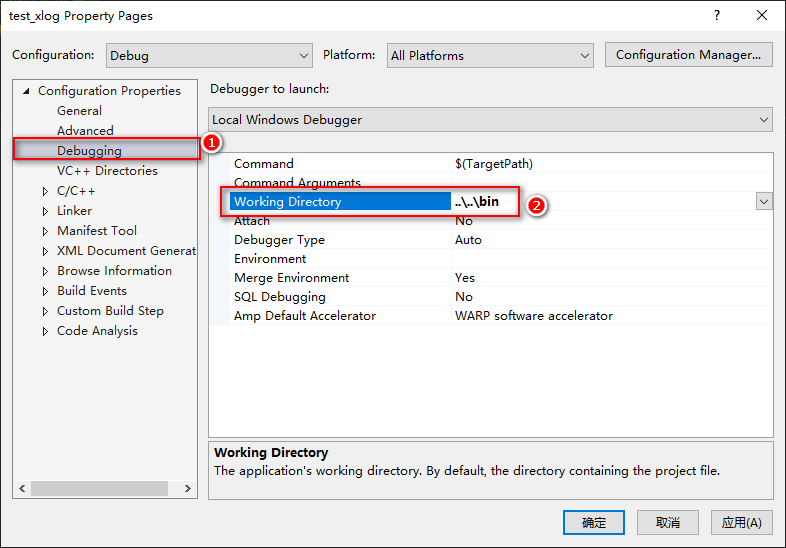 test_xlog Property Pages
Configuration: Debug Platform: All Platforms Configuration Manager...
Configuration Properties
General
Advanced
Debugging
VC++ Directories
C/C++
Linker
Manifest Tool
XML Document Generat
Browse Information
Build Events
Custom Build Step
Code Analysis
1
Debugger to launch:
Local Windows Debugger
Command $(TargetPath)
Command Arguments
Working Directory ..\..\bin
2
Attach No
Debugger Type Auto
Environment
Merge Environment Yes
SQL Debugging No
Amp Default Accelerator WARP software accelerator
Working Directory
The application's working directory. By default, the directory containing the project file.
确定 取消 应用(A)